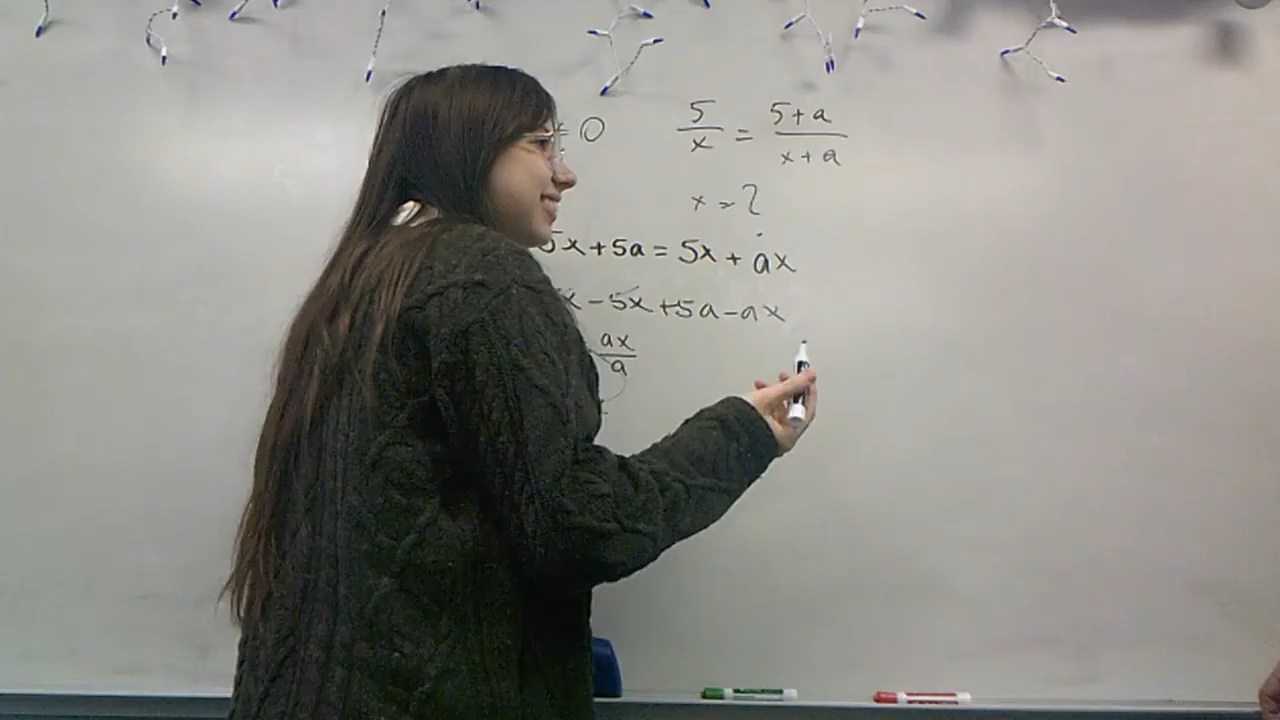 = 0
5/x = 5+a/x+a
x = ?
5x+5a = 5x + ax
x - 5x + 5a - ax
ax/a